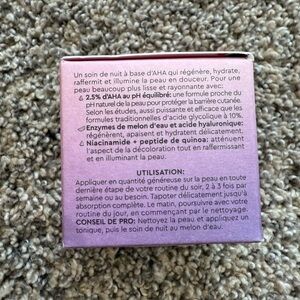 Un soin de nuit à base d'AHA qui régénère, hydrate,
raffermit et illumine la peau en douceur. Pour une
peau beaucoup plus lisse et rayonnante avec:
2.5% d'AHA au pH équilibré: une formule proche du
pH naturel de la peau pour protéger la barrière cutanée.
Selon les études, aussi puissante et efficace que les
formules traditionnelles d'acide glycolique à 10%.
Enzymes de melon d'eau et acide hyaluronique:
régénèrent, apaisent et hydratent délicatement.
Niacinamide + peptide de quinoa: atténuent
l'aspect de la décoloration tout en raffermissant
et en illuminant la peau.
UTILISATION:
Appliquer en quantité généreuse sur la peau en toute
dernière étape de votre routine du soir, 2 à 3 fois par
semaine ou au besoin. Tapoter délicatement jusqu'à
absorption complète. Le matin, poursuivre avec votre
routine du jour, en commençant par le nettoyage.
CONSEIL DE PRO: Nettoyez la peau et appliquez un
tonique, puis le soin de nuit au melon d'eau.